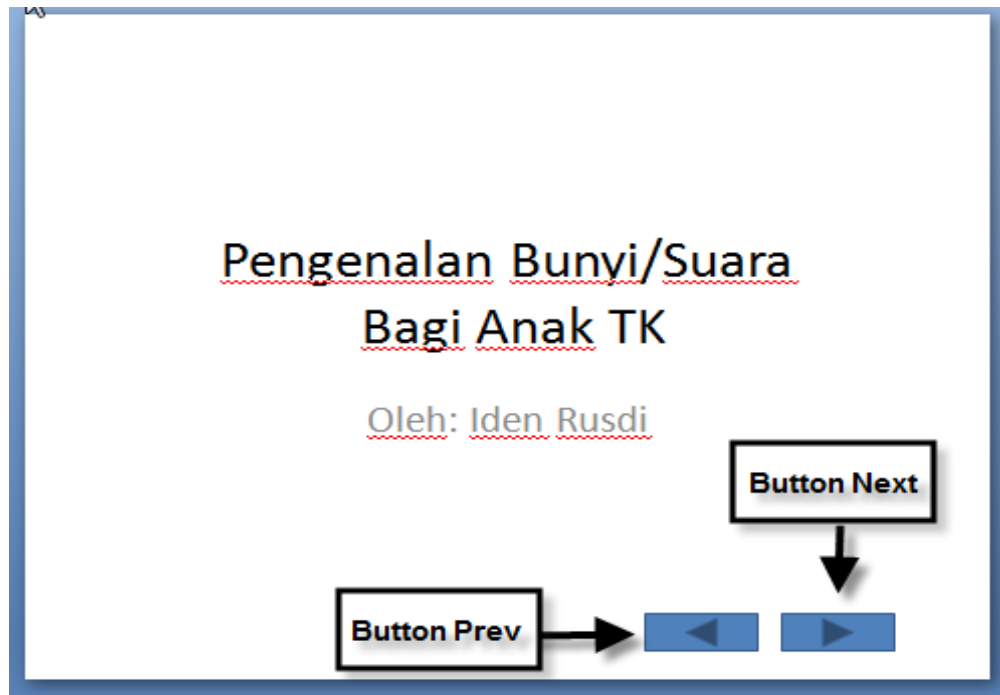 Pengenalan Bunyi/Suara
Bagi Anak TK
Oleh: Iden Rusdi
Button Next
Button Prev